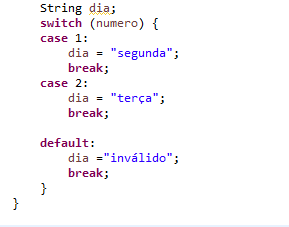 String dia;
switch (numero) {
case 1:
dia = "segunda";
break;
case 2:
dia = "terça";
break;
default:
dia ="inválido";
break;
}
}